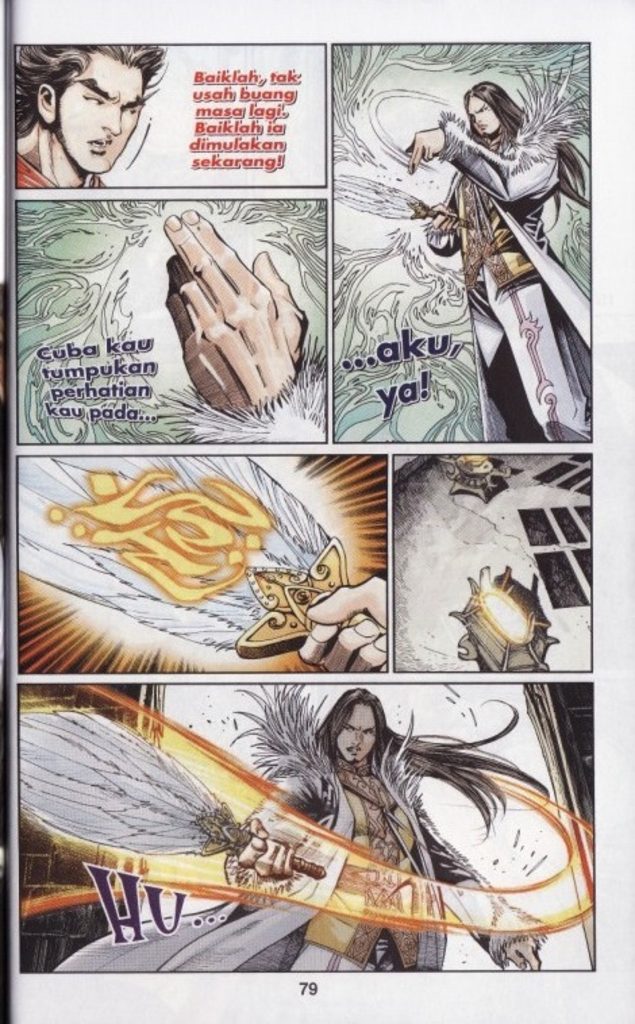 Baiklah, tak
usah buang
masa lagi.
Baiklah ia
dimulakan
sekarang!
Cuba kau
tumpukan
perhatian
kau pada...
...aku,
ya!
HU...
79